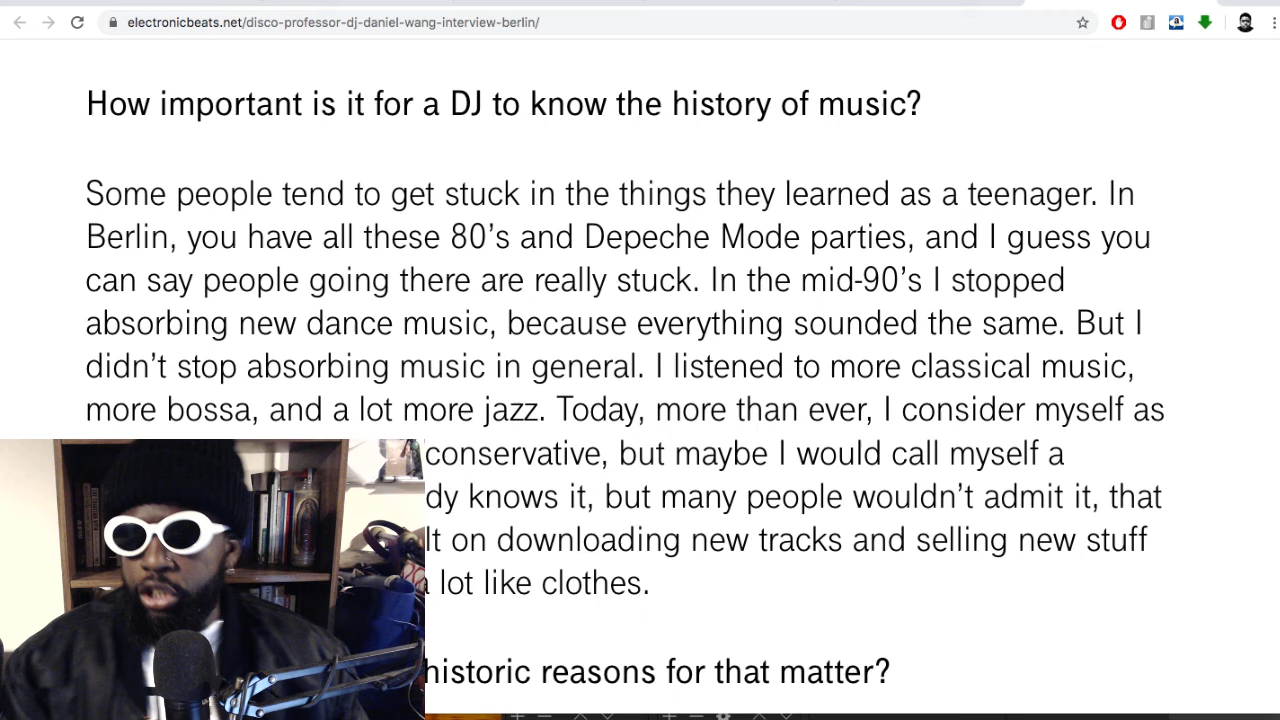 electronicbeats.net/disco-professor-dj-daniel-wang-interview-berlin/
How important is it for a DJ to know the history of music?
Some people tend to get stuck in the things they learned as a teenager. In
Berlin, you have all these 80’s and Depeche Mode parties, and I guess you
can say people going there are really stuck. In the mid-90’s I stopped
absorbing new dance music, because everything sounded the same. But I
didn’t stop absorbing music in general. I listened to more classical music,
more bossa, and a lot more jazz. Today, more than ever, I consider myself as
conservative, but maybe I would call myself a
dy knows it, but many people wouldn’t admit it, that
lt on downloading new tracks and selling new stuff
a lot like clothes.
historic reasons for that matter?